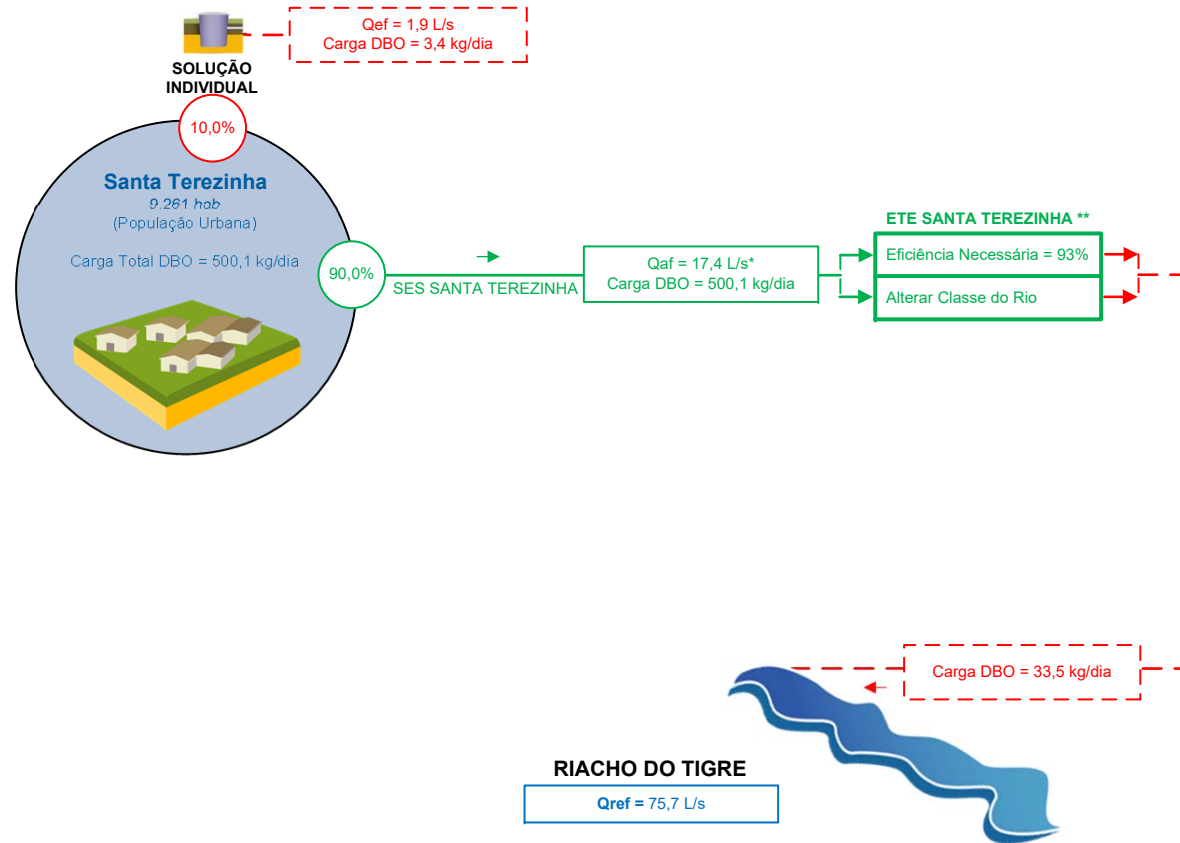 Qef = 1,9 L/s
Carga DBO = 3,4 kg/dia
SOLUÇÃO
INDIVIDUAL
10,0%
Santa Terezinha
9.261 hab
(População Urbana)
Carga Total DBO = 500,1 kg/dia
90,0%
SES SANTA TEREZINHA
Qaf = 17,4 L/s*
Carga DBO = 500,1 kg/dia
ETE SANTA TEREZINHA **
Eficiência Necessária = 93%
Alterar Classe do Rio
Carga DBO = 33,5 kg/dia
RIACHO DO TIGRE
Qref = 75,7 L/s